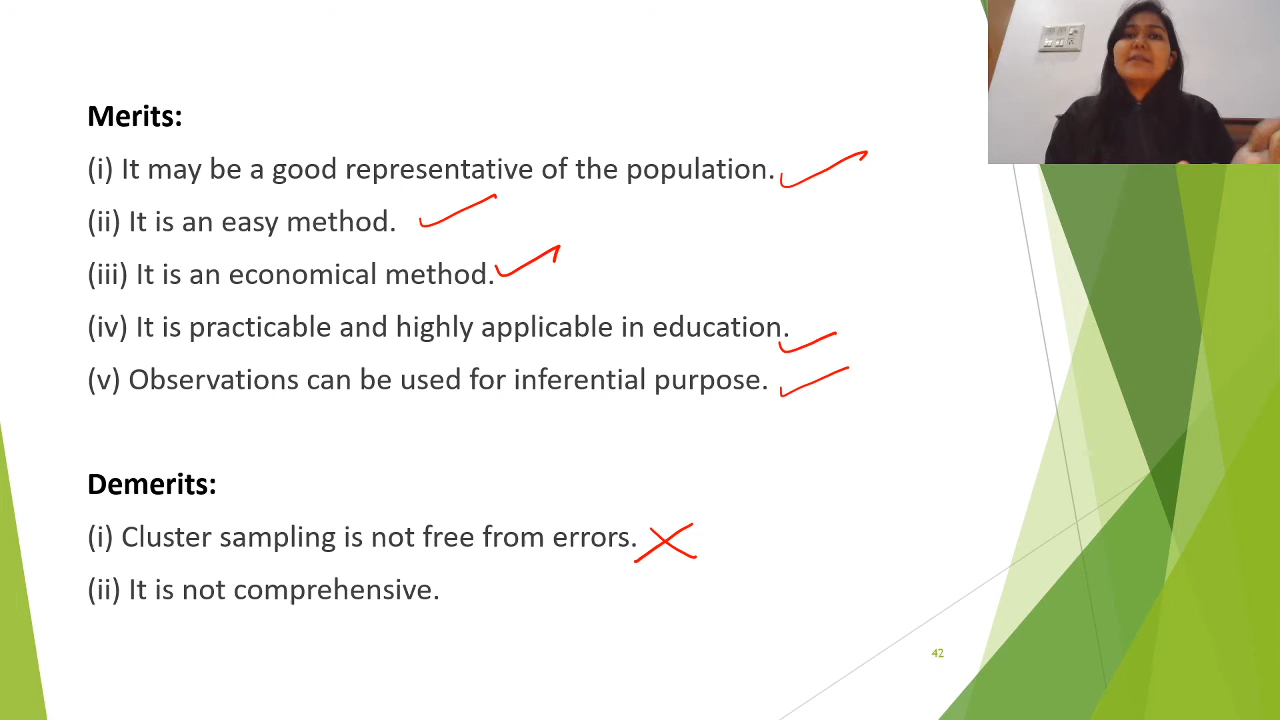 Merits:
(i) It may be a good representative of the population.
(ii) It is an easy method.
(iii) It is an economical method.
(iv) It is practicable and highly applicable in education.
(v) Observations can be used for inferential purpose.
Demerits:
(i) Cluster sampling is not free from errors.
(ii) It is not comprehensive.
42